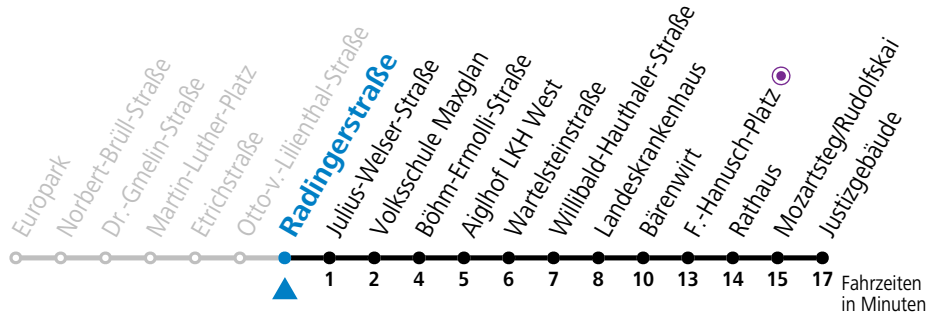 Europark
Norbert-Brüll-Straße
Dr.-Gmelin-Straße
Martin-Luther-Platz
Etrichstraße
Otto-v.-Lilienthal-Straße
Radingerstraße
Julius-Welser-Straße
Volksschule Maxglan
Böhm-Ermolli-Straße
Aiglhof LKH West
Wartelsteinstraße
Willibald-Hauthaler-Straße
Landeskrankenhaus
Bärenwirt
F.-Hanusch-Platz
Rathaus
Mozartsteg/Rudolfskai
Justizgebäude
1 2 4 5 6 7 8 10 13 14 15 17
Fahrzeiten
in Minuten